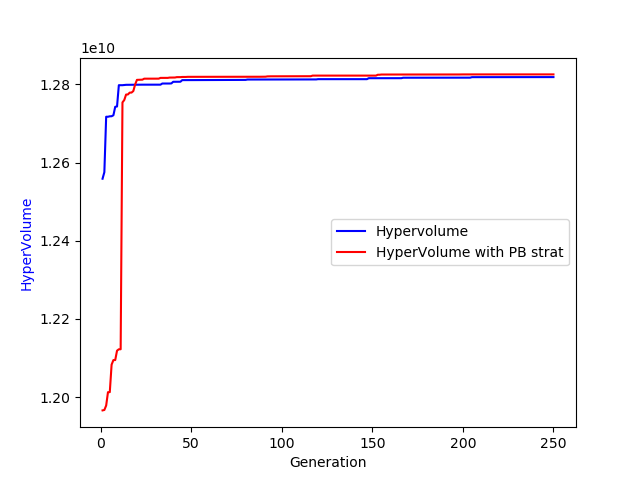 1e10
1.28
1.26
1.24
1.22
1.20
HyperVolume
Hypervolume
HyperVolume with PB strat
0
50
100
150
200
250
Generation